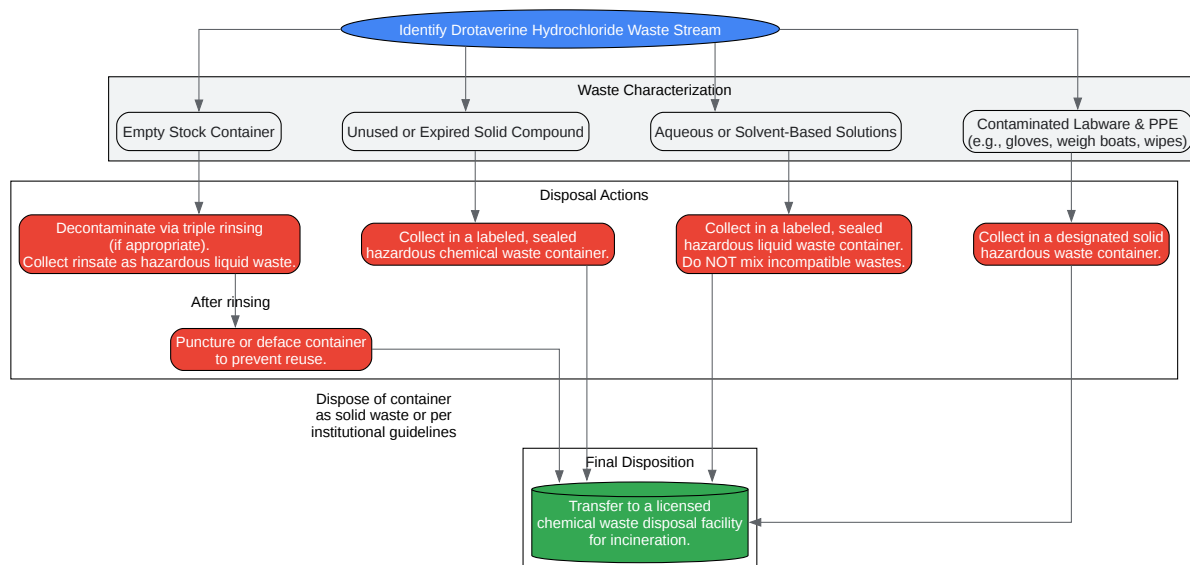 Identify Drotaverine Hydrochloride Waste Stream
Waste Characterization
Empty Stock Container
Unused or Expired Solid Compound
Aqueous or Solvent-Based Solutions
Contaminated Labware & PPE
(e.g., gloves, weigh boats, wipes)
Disposal Actions
Decontaminate via triple rinsing
(if appropriate).
Collect rinsate as hazardous liquid waste.
Collect in a labeled, sealed
hazardous chemical waste container.
Collect in a labeled, sealed
hazardous liquid waste container.
Do NOT mix incompatible wastes.
Collect in a designated solid
hazardous waste container.
After rinsing
Puncture or deface container
to prevent reuse.
Dispose of container
as solid waste or per
institutional guidelines
Final Disposition
Transfer to a licensed
chemical waste disposal facility
for incineration.